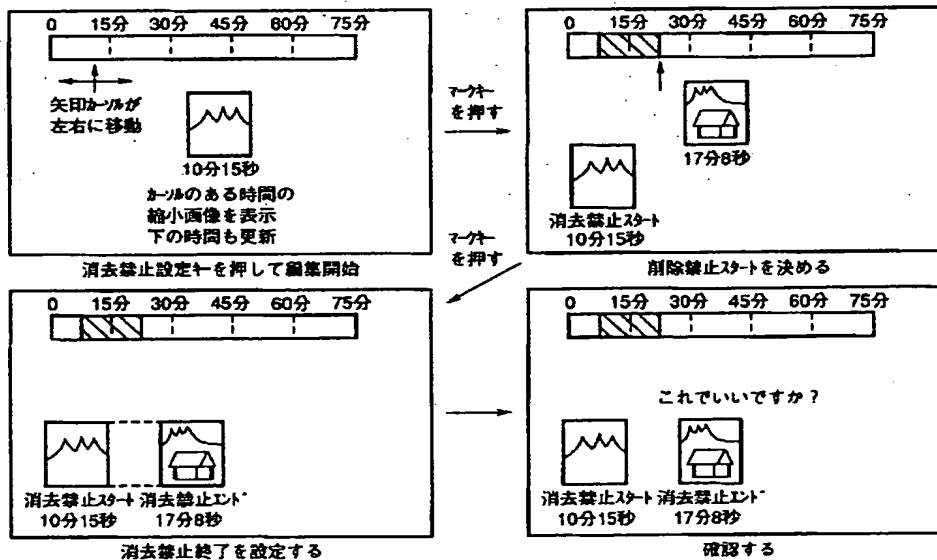 0 15分 30分 45分 60分 75分
矢印カーソルが
左右に移動
10分15秒
カーソルのある時間の
縮小画像を表示
下の時間も更新
消去禁止設定キーを押して編集開始
マークキー
を押す
0 15分 30分 45分 60分 75分
17分8秒
消去禁止スタート
10分15秒
削除禁止スタートを決める
マークキー
を押す
0 15分 30分 45分 60分 75分
消去禁止スタート 消去禁止エンド
10分15秒 17分8秒
消去禁止終了を設定する
0 15分 30分 45分 60分 75分
これでいいですか？
消去禁止スタート 消去禁止エンド
10分15秒 17分8秒
確認する